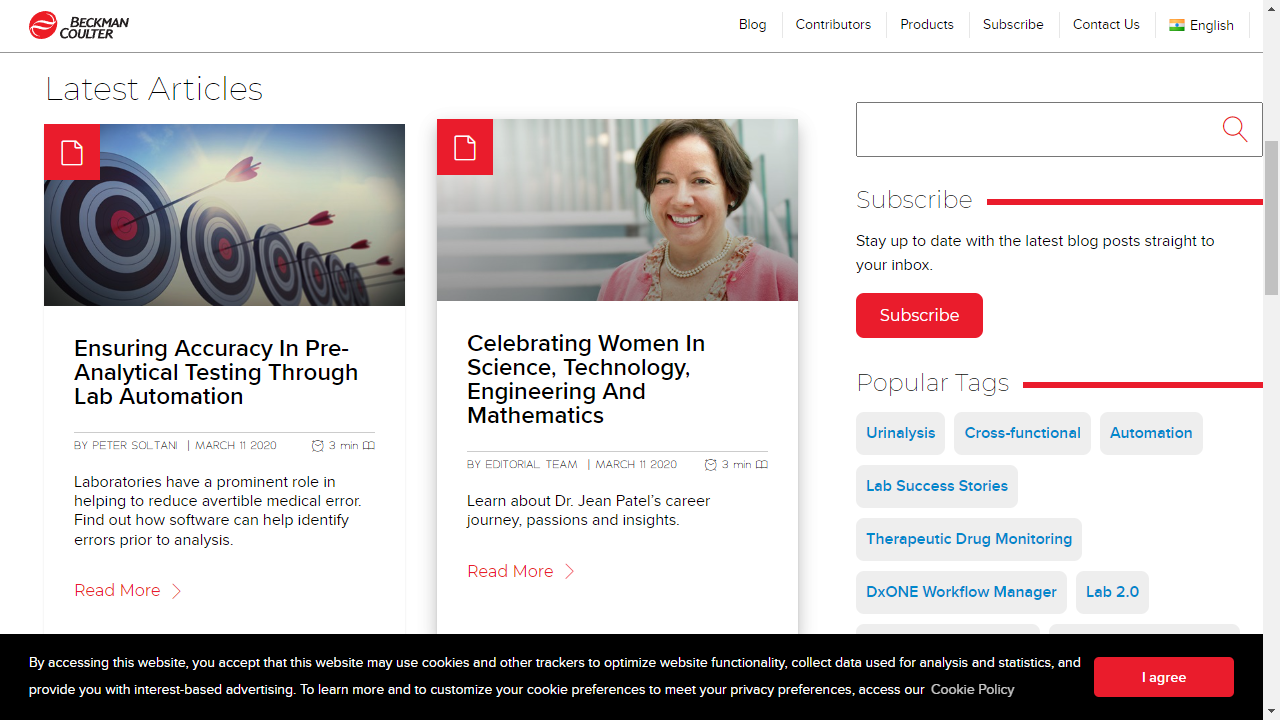 BECKMAN
COULTER
Blog
Contributors
Products
Subscribe
Contact Us
English
Latest Articles
Ensuring Accuracy In Pre-
Analytical Testing Through
Lab Automation
BY PETER SOLTANI | MARCH 11 2020
3 min
Laboratories have a prominent role in
helping to reduce avertible medical error.
Find out how software can help identify
errors prior to analysis.
Read More
Celebrating Women In
Science, Technology,
Engineering And
Mathematics
BY EDITORIAL TEAM | MARCH 11 2020
3 min
Learn about Dr. Jean Patel's career
journey, passions and insights.
Read More
Subscribe
Stay up to date with the latest blog posts straight to
your inbox.
Subscribe
Popular Tags
Urinalysis
Cross-functional
Automation
Lab Success Stories
Therapeutic Drug Monitoring
DxONE Workflow Manager
Lab 2.0
By accessing this website, you accept that this website may use cookies and other trackers to optimize website functionality, collect data used for analysis and statistics, and
provide you with interest-based advertising. To learn more and to customize your cookie preferences to meet your privacy preferences, access our Cookie Policy
I agree